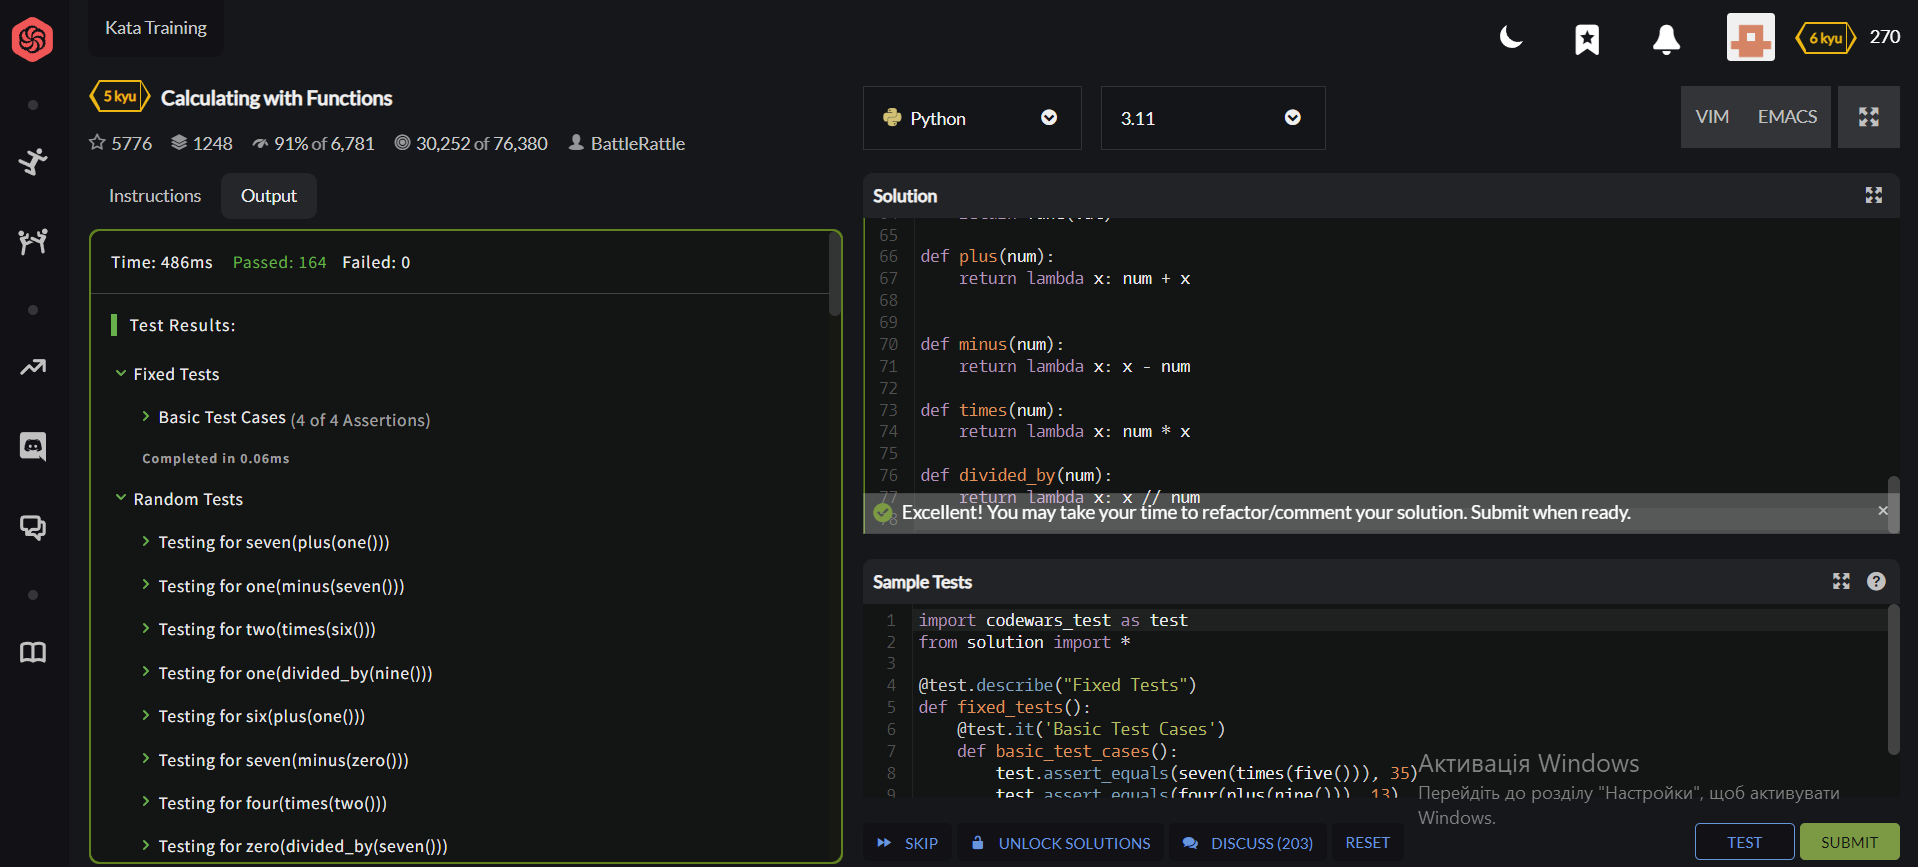 Kata Training
6 kyu
270
5 kyu
Calculating with Functions
5776
1248
91% of 6,781
30,252 of 76,380
BattleRattle
Python
3.11
VIM
EMACS
Instructions
Output
Time: 486ms Passed: 164 Failed: 0
Test Results:
Fixed Tests
Basic Test Cases (4 of 4 Assertions)
Completed in 0.06ms
Random Tests
Testing for seven(plus(one()))
Testing for one(minus(seven()))
Testing for two(times(six()))
Testing for one(divided_by(nine()))
Testing for six(plus(one()))
Testing for seven(minus(zero()))
Testing for four(times(two()))
Testing for zero(divided_by(seven()))
Solution
65
66 def plus(num):
67 return lambda x: num + x
68
69
70 def minus(num):
71 return lambda x: x - num
72
73 def times(num):
74 return lambda x: num * x
75
76 def divided_by(num):
77 return lambda x: x // num
Excellent! You may take your time to refactor/comment your solution. Submit when ready.
Sample Tests
1 import codewars_test as test
2 from solution import *
3
4 @test.describe("Fixed Tests")
5 def fixed_tests():
6 @test.it('Basic Test Cases')
7 def basic_test_cases():
8 test.assert_equals(seven(times(five())), 35)
9 test.assert_equals(four(plus(nine())), 13)
Активація Windows
Перейдіть до розділу "Настройки", щоб активувати
Windows.
SKIP
UNLOCK SOLUTIONS
DISCUSS (203)
RESET
TEST
SUBMIT